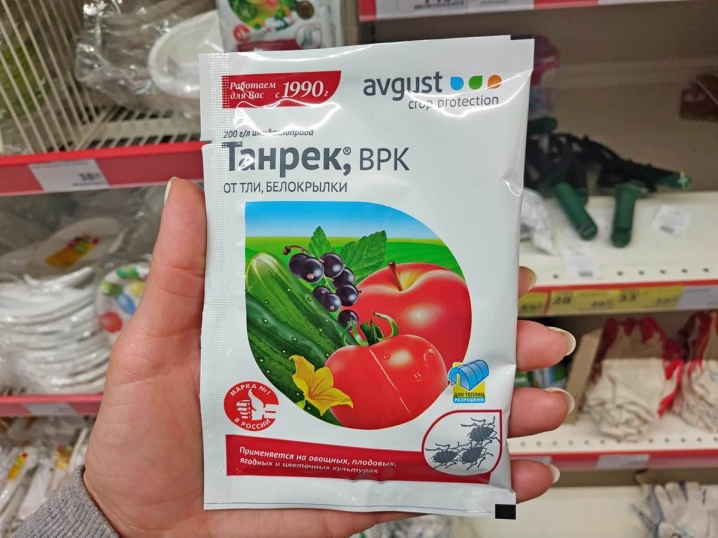 Работаем
для Вас с 1990 г.
avgust
crop protection
200 г/л имидаклоприда
Танрек®, ВРК
ОТ ТЛИ, БЕЛОКРЫЛКИ
МАРКА №1
В РОССИИ
ДЛЯ ТЕПЛИЦ
РАЗРЕШЕНО
Применяется на овощных, плодовых,
ягодных и цветочных культурах